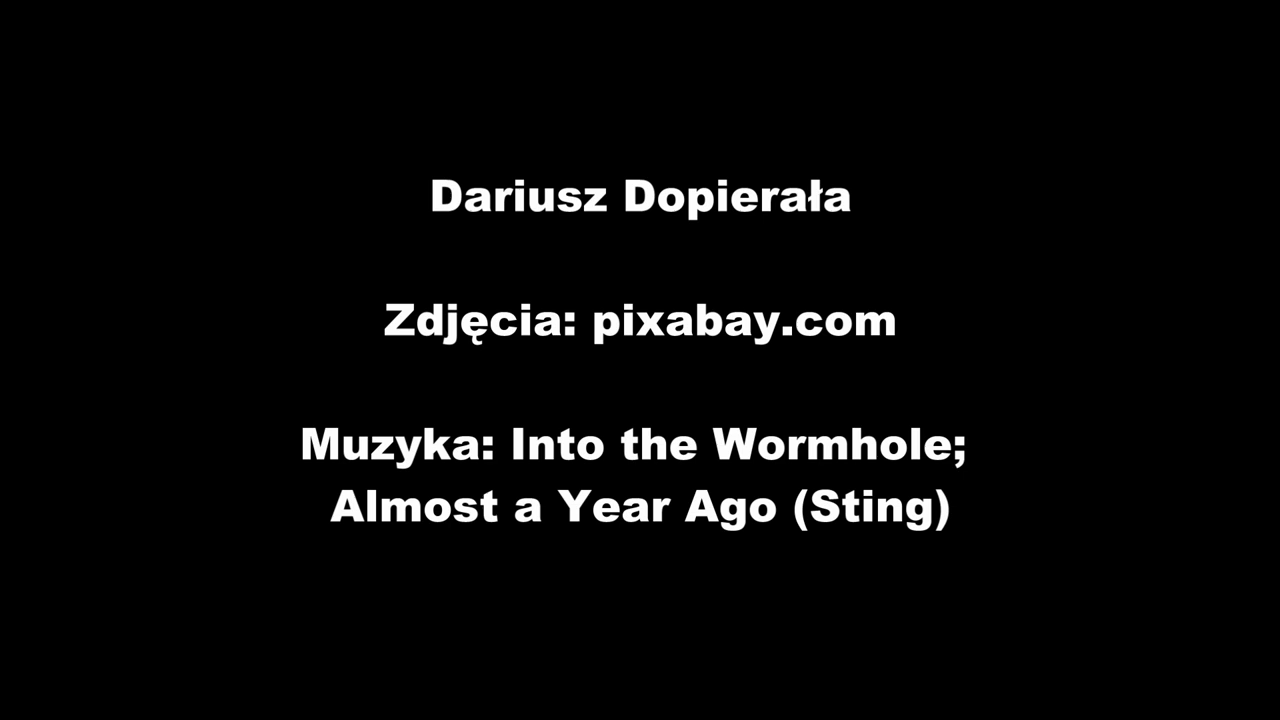 Dariusz Dopierała
Zdjęcia: pixabay.com
Muzyka: Into the Wormhole;
Almost a Year Ago (Sting)